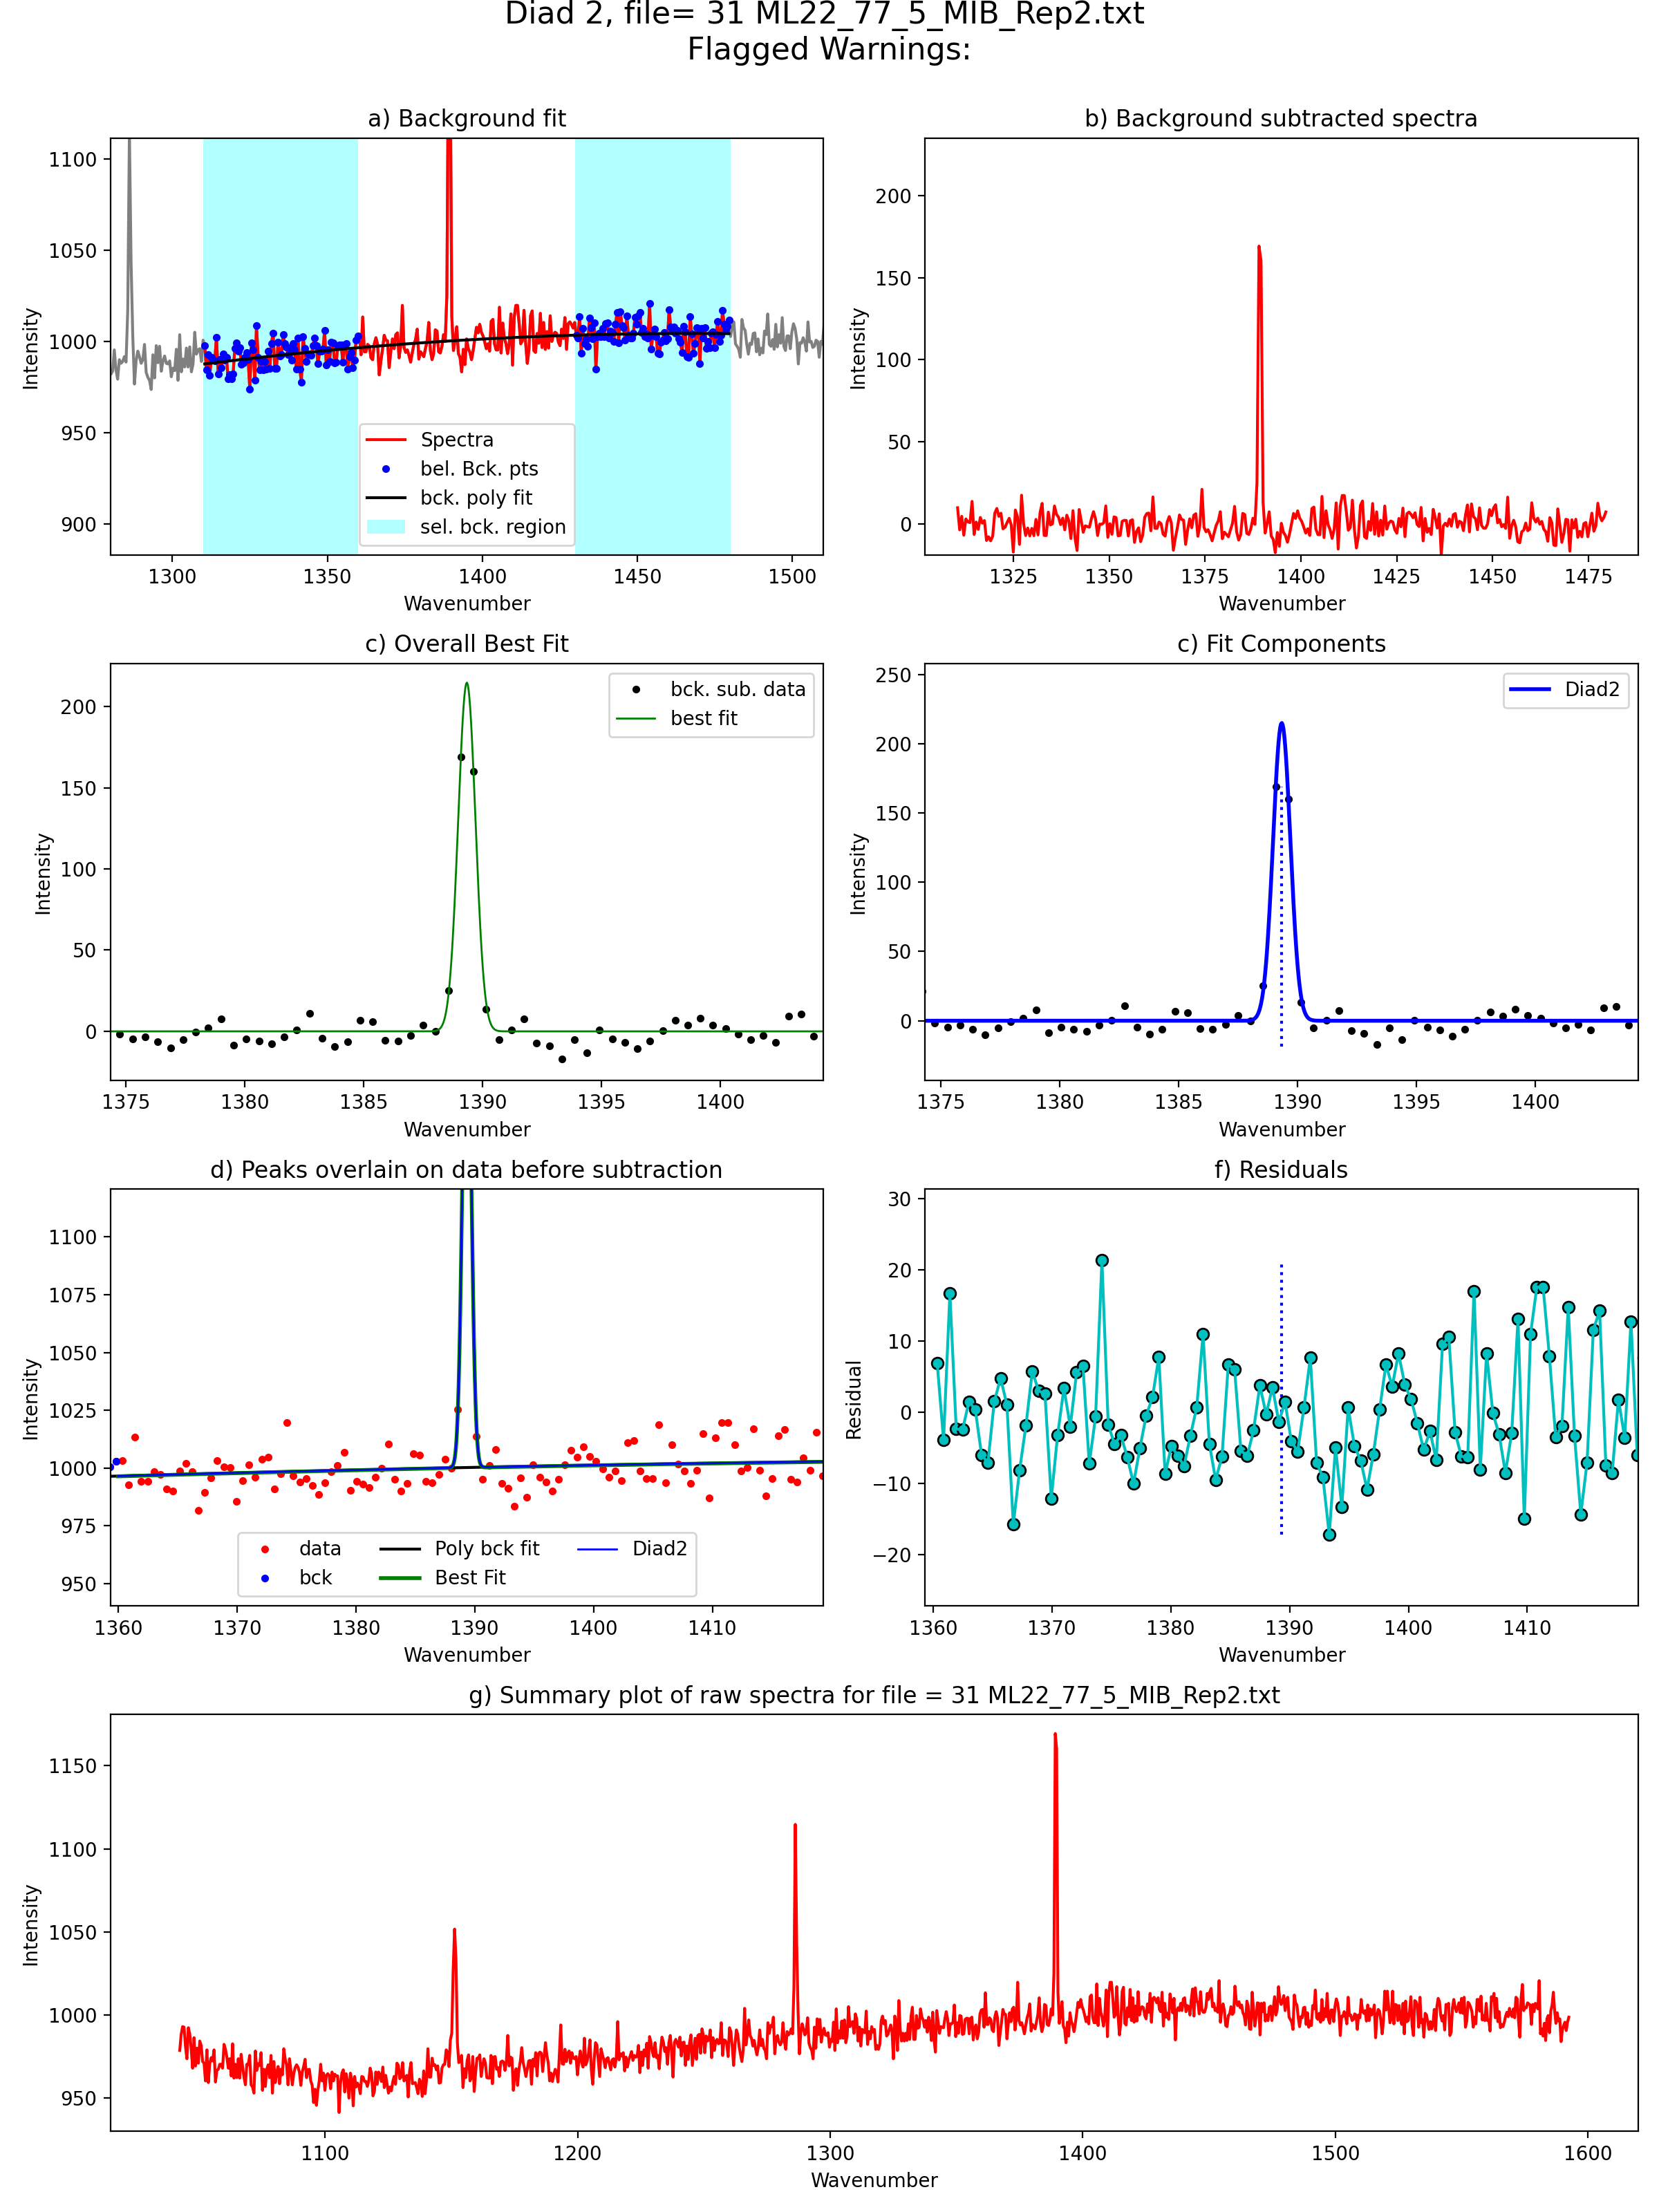 Diad 2, file= 31 ML22_77_5_MIB_Rep2.txt
Flagged Warnings:
a) Background fit
1100
1050
1000
950
900
Intensity
Spectra
bel. Bck. pts
bck. poly fit
sel. bck. region
1300 1350 1400 1450 1500
Wavenumber
b) Background subtracted spectra
200
150
100
50
0
Intensity
1325 1350 1375 1400 1425 1450 1475
Wavenumber
c) Overall Best Fit
200
150
100
50
0
Intensity
bck. sub. data
best fit
1375 1380 1385 1390 1395 1400
Wavenumber
c) Fit Components
250
200
150
100
50
0
Intensity
Diad2
1375 1380 1385 1390 1395 1400
Wavenumber
d) Peaks overlain on data before subtraction
1100
1075
1050
1025
1000
975
950
Intensity
data
bck
Poly bck fit
Best Fit
Diad2
1360 1370 1380 1390 1400 1410
Wavenumber
f) Residuals
30
20
10
0
−10
−20
Residual
1360 1370 1380 1390 1400 1410
Wavenumber
g) Summary plot of raw spectra for file = 31 ML22_77_5_MIB_Rep2.txt
1150
1100
1050
1000
950
Intensity
1100 1200 1300 1400 1500 1600
Wavenumber